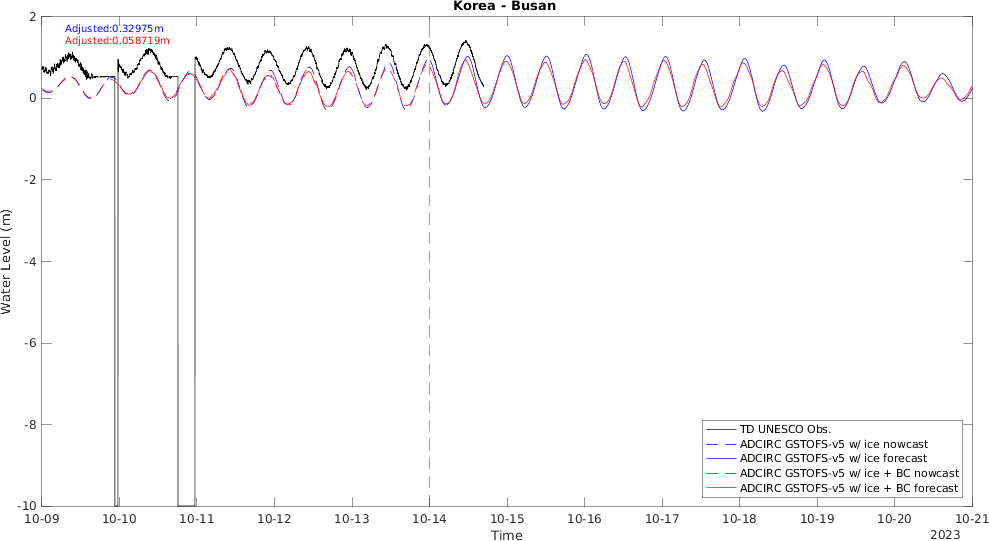 Korea - Busan
Adjusted:0.32975m
Adjusted:0.058719m
2
0
-2
-4
-6
-8
-10
Water Level (m)
TD UNESCO Obs.
ADCIRC GSTOFS-v5 w/ ice nowcast
ADCIRC GSTOFS-v5 w/ ice forecast
ADCIRC GSTOFS-v5 w/ ice + BC nowcast
ADCIRC GSTOFS-v5 w/ ice + BC forecast
10-09 10-10 10-11 10-12 10-13 10-14 10-15 10-16 10-17 10-18 10-19 10-20 10-21
Time
2023